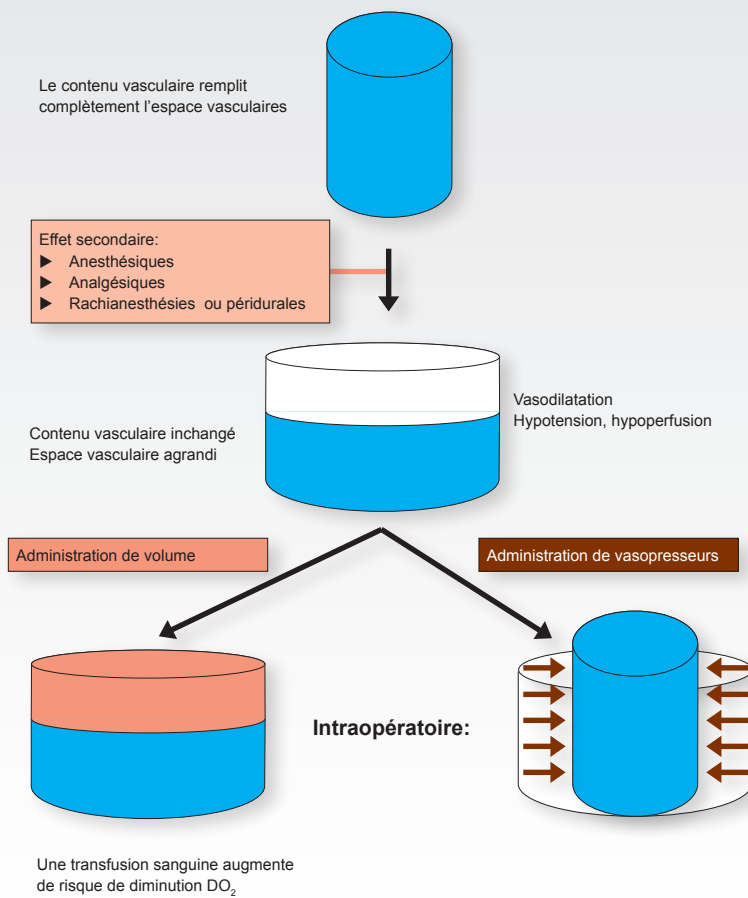 Le contenu vasculaire remplit
complètement l'espace vasculaires
Effet secondaire:
▶ Anesthésiques
▶ Analgésiques
▶ Rachianesthésies ou péridurales
Vasodilatation
Hypotension, hypoperfusion
Contenu vasculaire inchangé
Espace vasculaire agrandi
Administration de volume
Administration de vasopresseurs
Intraopératoire:
Une transfusion sanguine augmente
de risque de diminution DO₂